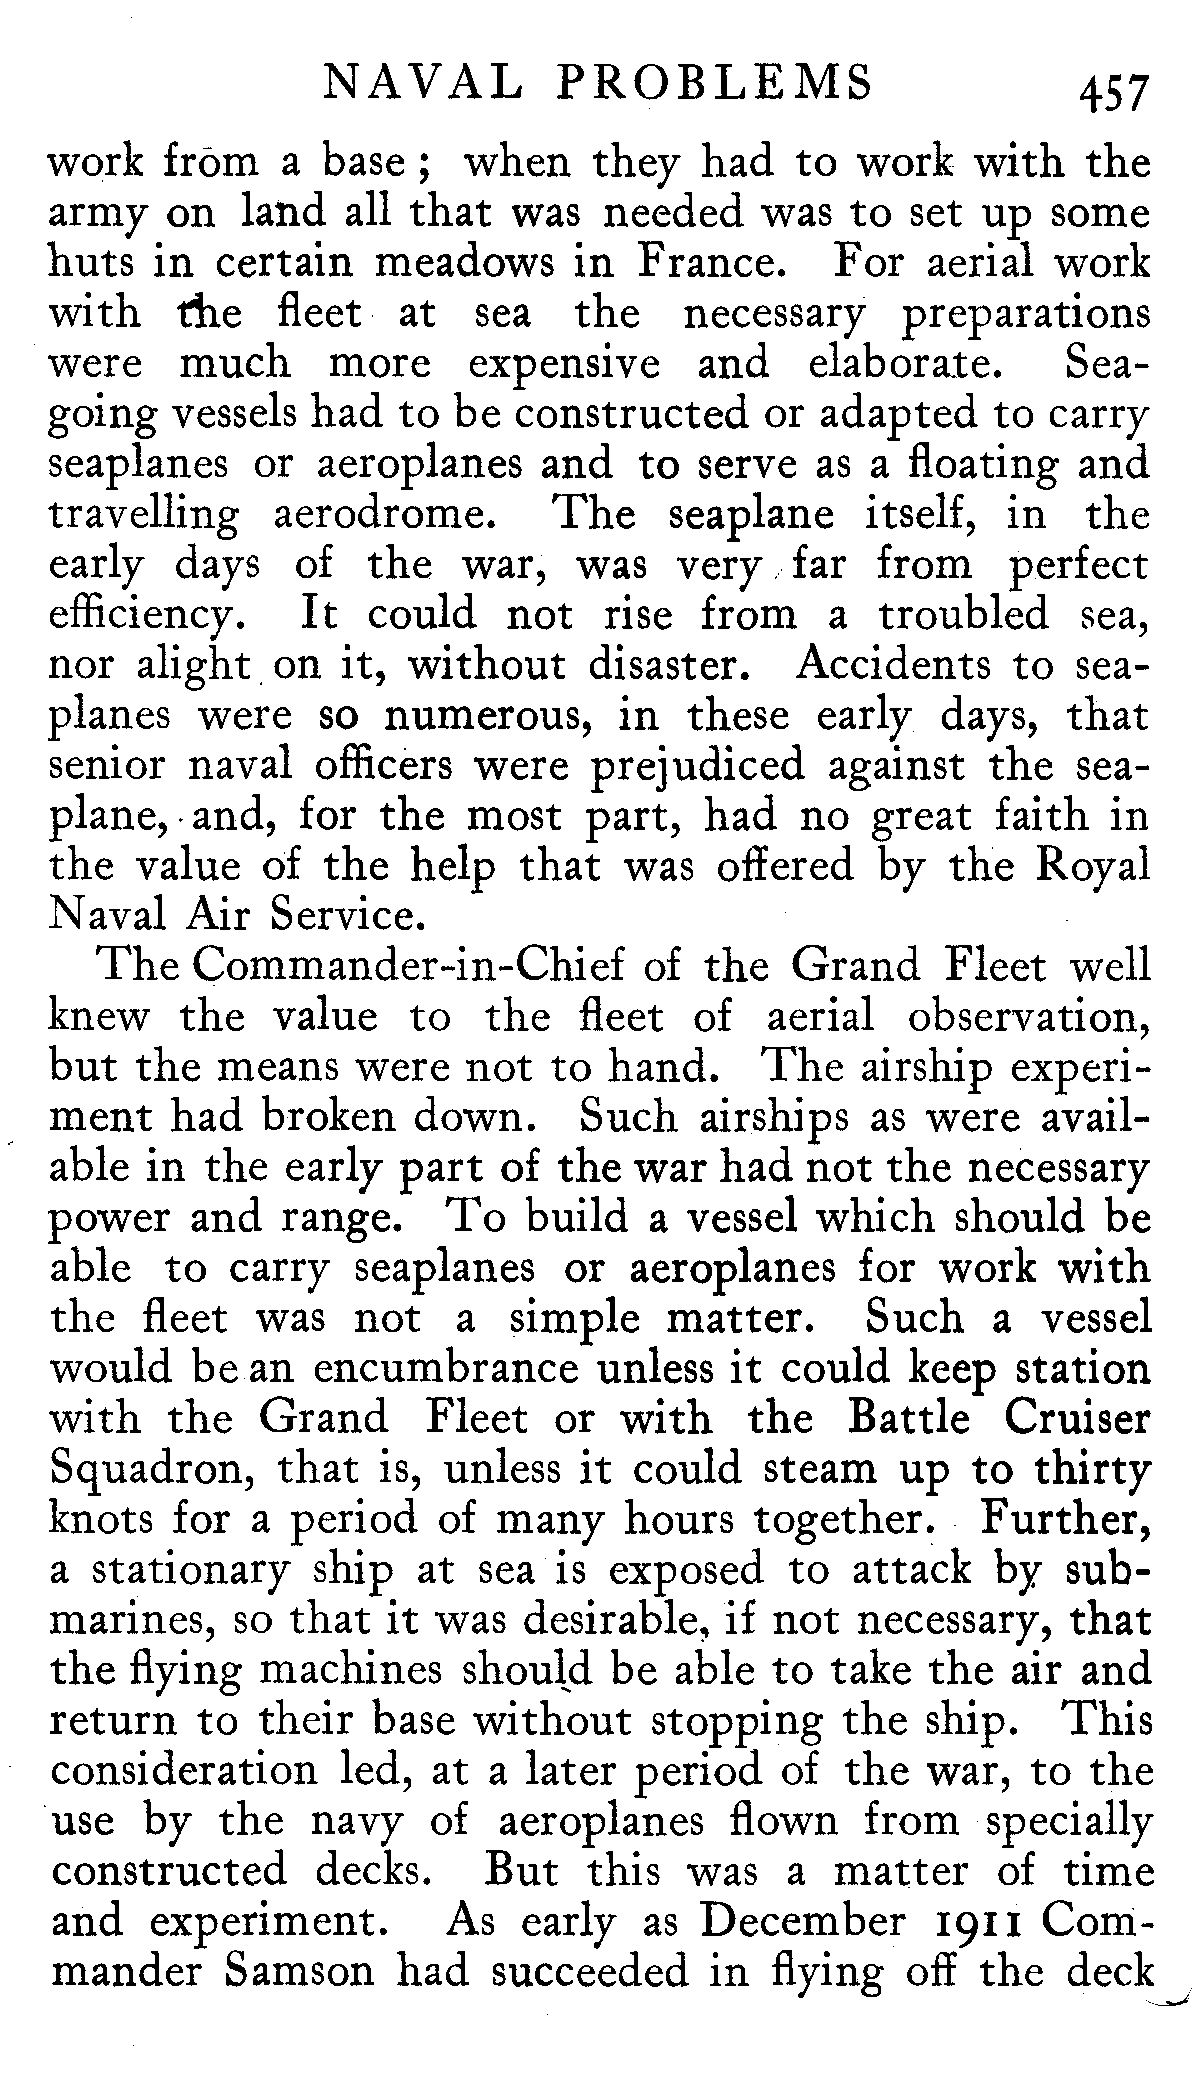 NAVAL PROBLEMS 457
work from a base ; when they had to work with the
army on land all that was needed was to set up some
huts in certain meadows in France. For aerial work
with the fleet at sea the necessary preparations
were much more expensive and elaborate. Sea-
going vessels had to be constructed or adapted to carry
seaplanes or aeroplanes and to serve as a floating and
travelling aerodrome. The seaplane itself, in the
early days of the war, was very far from perfect
efficiency. It could not rise from a troubled sea,
nor alight on it, without disaster. Accidents to sea-
planes were so numerous, in these early days, that
senior naval officers were prejudiced against the sea-
plane, and, for the most part, had no great faith in
the value of the help that was offered by the Royal
Naval Air Service.
The Commander-in-Chief of the Grand Fleet well
knew the value to the fleet of aerial observation,
but the means were not to hand. The airship experi-
ment had broken down. Such airships as were avail-
able in the early part of the war had not the necessary
power and range. To build a vessel which should be
able to carry seaplanes or aeroplanes for work with
the fleet was not a simple matter. Such a vessel
would be an encumbrance unless it could keep station
with the Grand Fleet or with the Battle Cruiser
Squadron, that is, unless it could steam up to thirty
knots for a period of many hours together. Further,
a stationary ship at sea is exposed to attack by sub-
marines, so that it was desirable, if not necessary, that
the flying machines should be able to take the air and
return to their base without stopping the ship. This
consideration led, at a later period of the war, to the
use by the navy of aeroplanes flown from specially
constructed decks. But this was a matter of time
and experiment. As early as December 1911 Com-
mander Samson had succeeded in flying off the deck